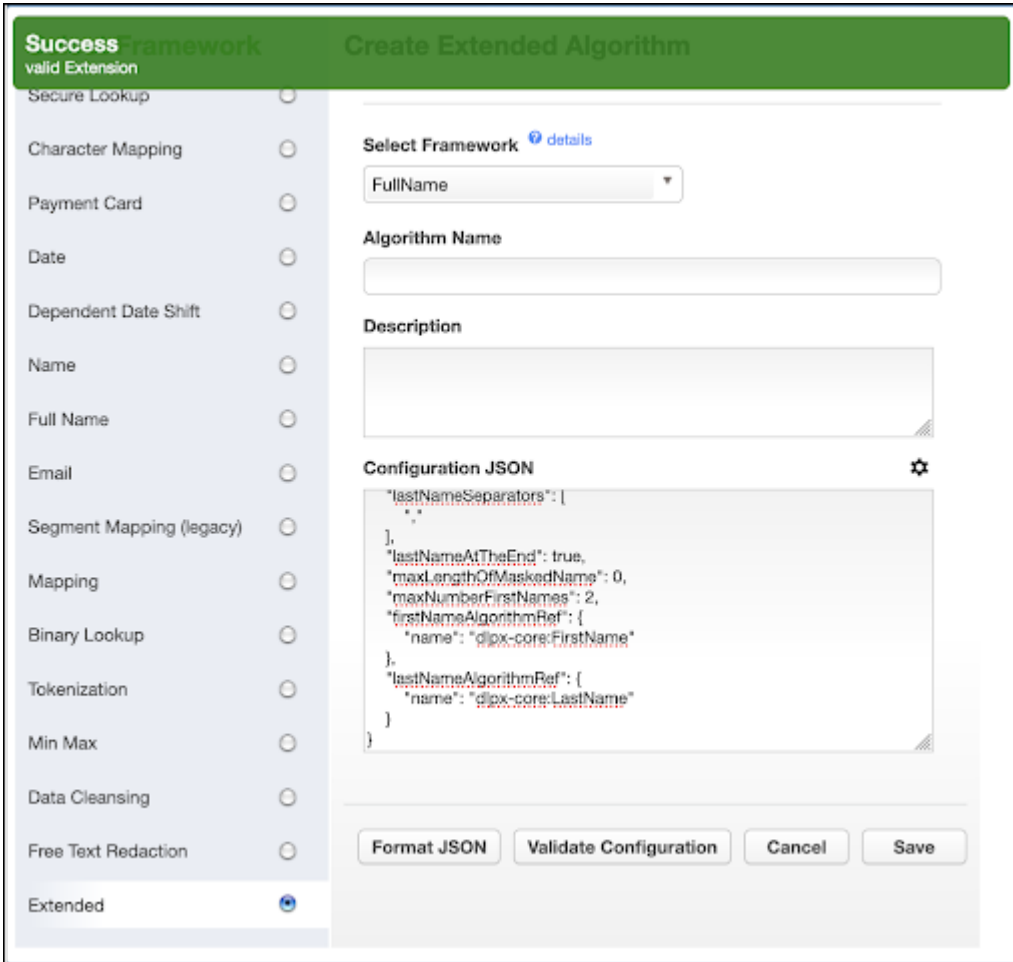 Success
valid Extension
Framework
Create Extended Algorithm
Secure Lookup
Character Mapping
Payment Card
Date
Dependent Date Shift
Name
Full Name
Email
Segment Mapping (legacy)
Mapping
Binary Lookup
Tokenization
Min Max
Data Cleansing
Free Text Redaction
Extended
Select Framework ? details
FullName
Algorithm Name
Description
Configuration JSON
"lastNameSeparators": [
","
],
"lastNameAtTheEnd": true,
"maxLengthOfMaskedName": 0,
"maxNumberFirstNames": 2,
"firstNameAlgorithmRef": {
"name": "dlpx-core:FirstName"
},
"lastNameAlgorithmRef": {
"name": "dlpx-core:LastName"
}
}
Format JSON
Validate Configuration
Cancel
Save